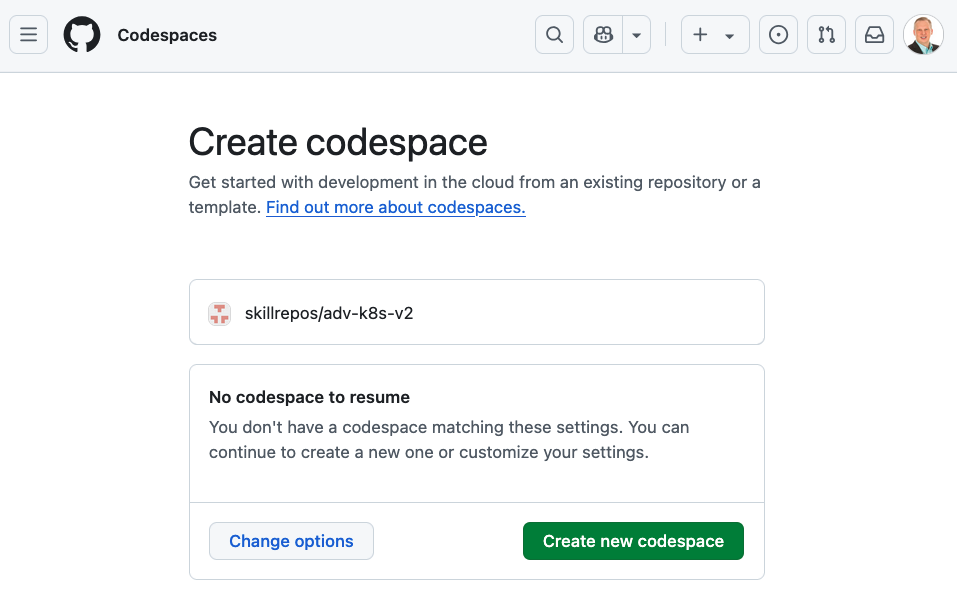 Codespaces
Create codespace
Get started with development in the cloud from an existing repository or a
template. Find out more about codespaces.
skillrepos/adv-k8s-v2
No codespace to resume
You don't have a codespace matching these settings. You can
continue to create a new one or customize your settings.
Change options
Create new codespace